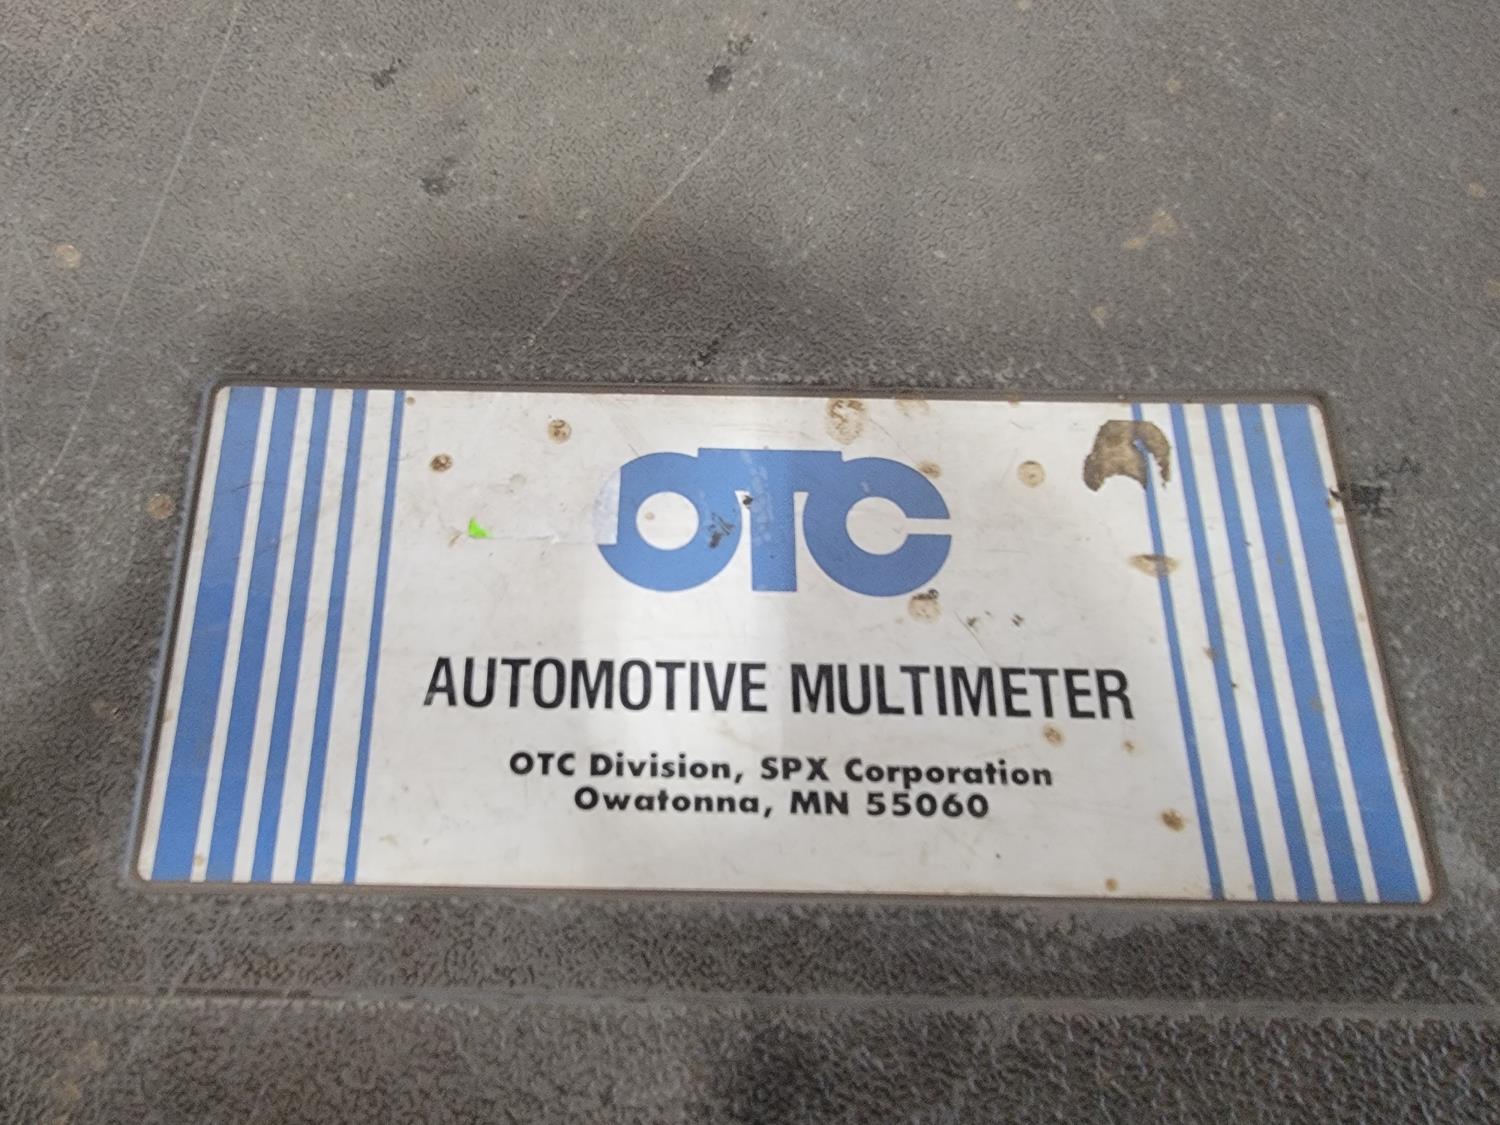 OTC
AUTOMOTIVE MULTIMETER
OTC Division, SPX Corporation
Owatonna, MN 55060